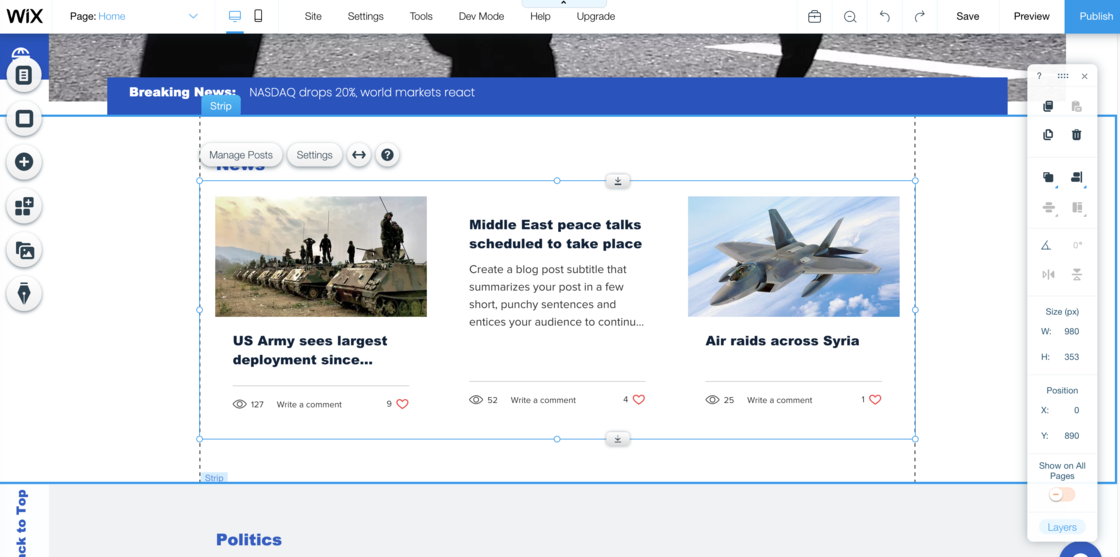 WiX
Page: Home
Site
Settings
Tools
Dev Mode
Help
Upgrade
Save
Preview
Publish
Breaking News: NASDAQ drops 20%, world markets react
Strip
Manage Posts
Settings
?
News
Middle East peace talks
scheduled to take place
Create a blog post subtitle that
summarizes your post in a few
short, punchy sentences and
entices your audience to continu...
US Army sees largest
deployment since...
Air raids across Syria
127 Write a comment 9
52 Write a comment 4
25 Write a comment 1
Strip
Politics
ck to Top
?
0°
Size (px)
W: 980
H: 353
Position
X: 0
Y: 890
Show on All
Pages
Layers